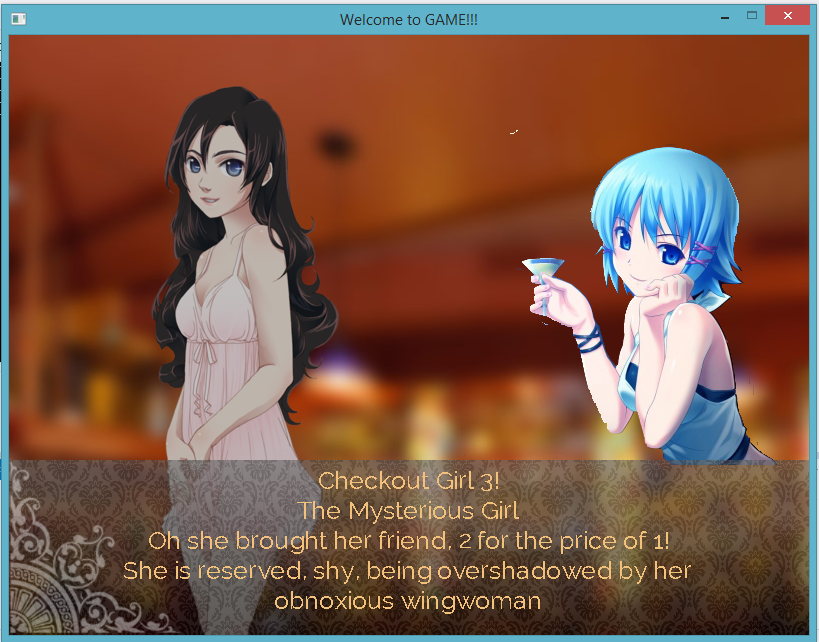 Welcome to GAME!!!
Checkout Girl 3!
The Mysterious Girl
Oh she brought her friend, 2 for the price of 1!
She is reserved, shy, being overshadowed by her
obnoxious wingwoman